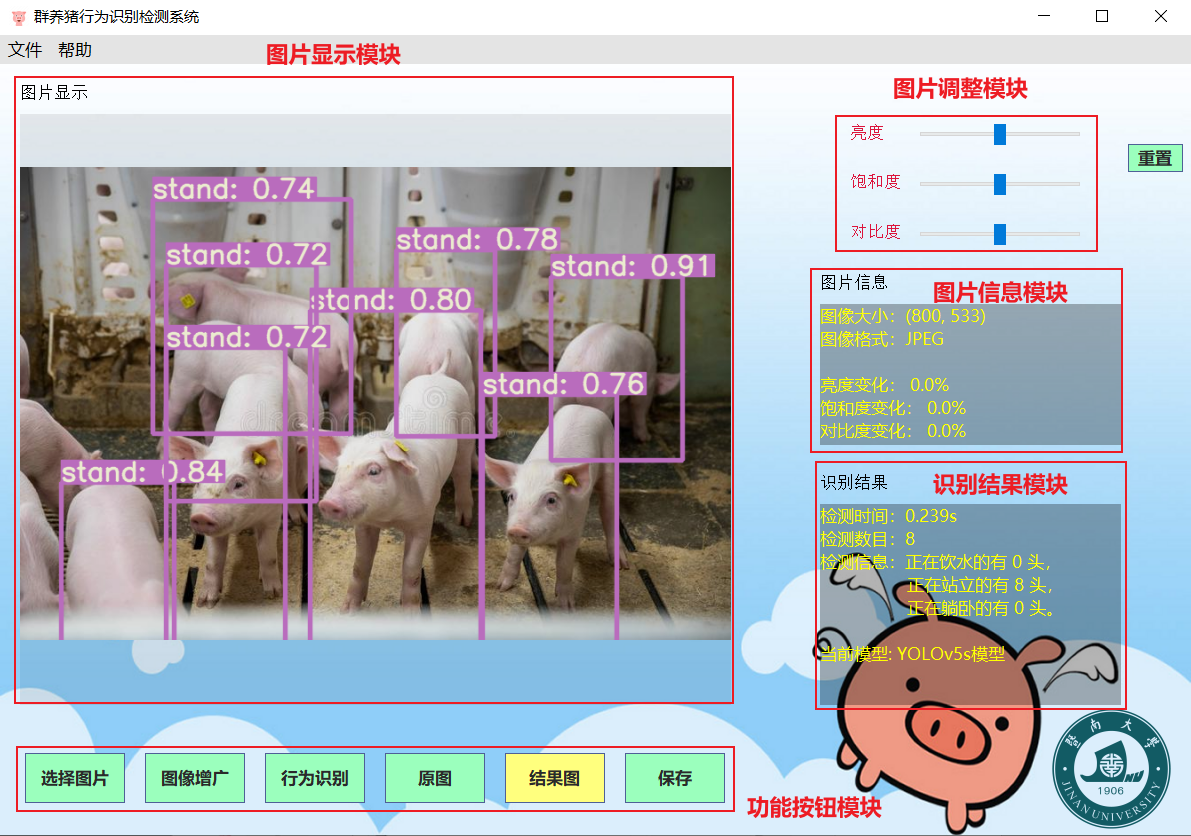 群养猪行为识别检测系统
文件 帮助
图片显示模块
图片显示
stand: 0.74
stand: 0.78
stand: 0.72
stand: 0.91
stand: 0.80
stand: 0.72
stand: 0.76
stand: 0.84
dreamstime
图片调整模块
亮度
重置
饱和度
对比度
图片信息
图片信息模块
图像大小：(800, 533)
图像格式：JPEG
亮度变化： 0.0%
饱和度变化： 0.0%
对比度变化： 0.0%
识别结果
识别结果模块
检测时间：0.239s
检测数目：8
检测信息：正在饮水的有 0 头，
正在站立的有 8 头，
正在躺卧的有 0 头。
当前模型: YOLOv5s模型
选择图片 图像增广 行为识别 原图 结果图 保存
功能按钮模块
暨南大学
JNU
1906
JINAN UNIVERSITY